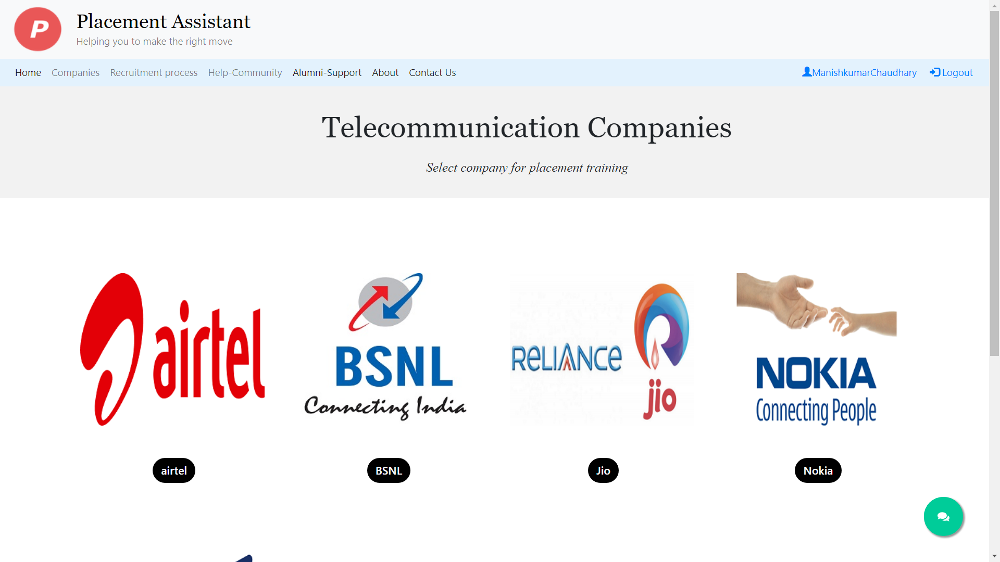 P
Placement Assistant
Helping you to make the right move
Home Companies Recruitment process Help-Community Alumni-Support About Contact Us ManishkumarChaudhary Logout
Telecommunication Companies
Select company for placement training
airtel
BSNL
Connecting India
RELIANCE
jio
NOKIA
Connecting People
airtel BSNL Jio Nokia